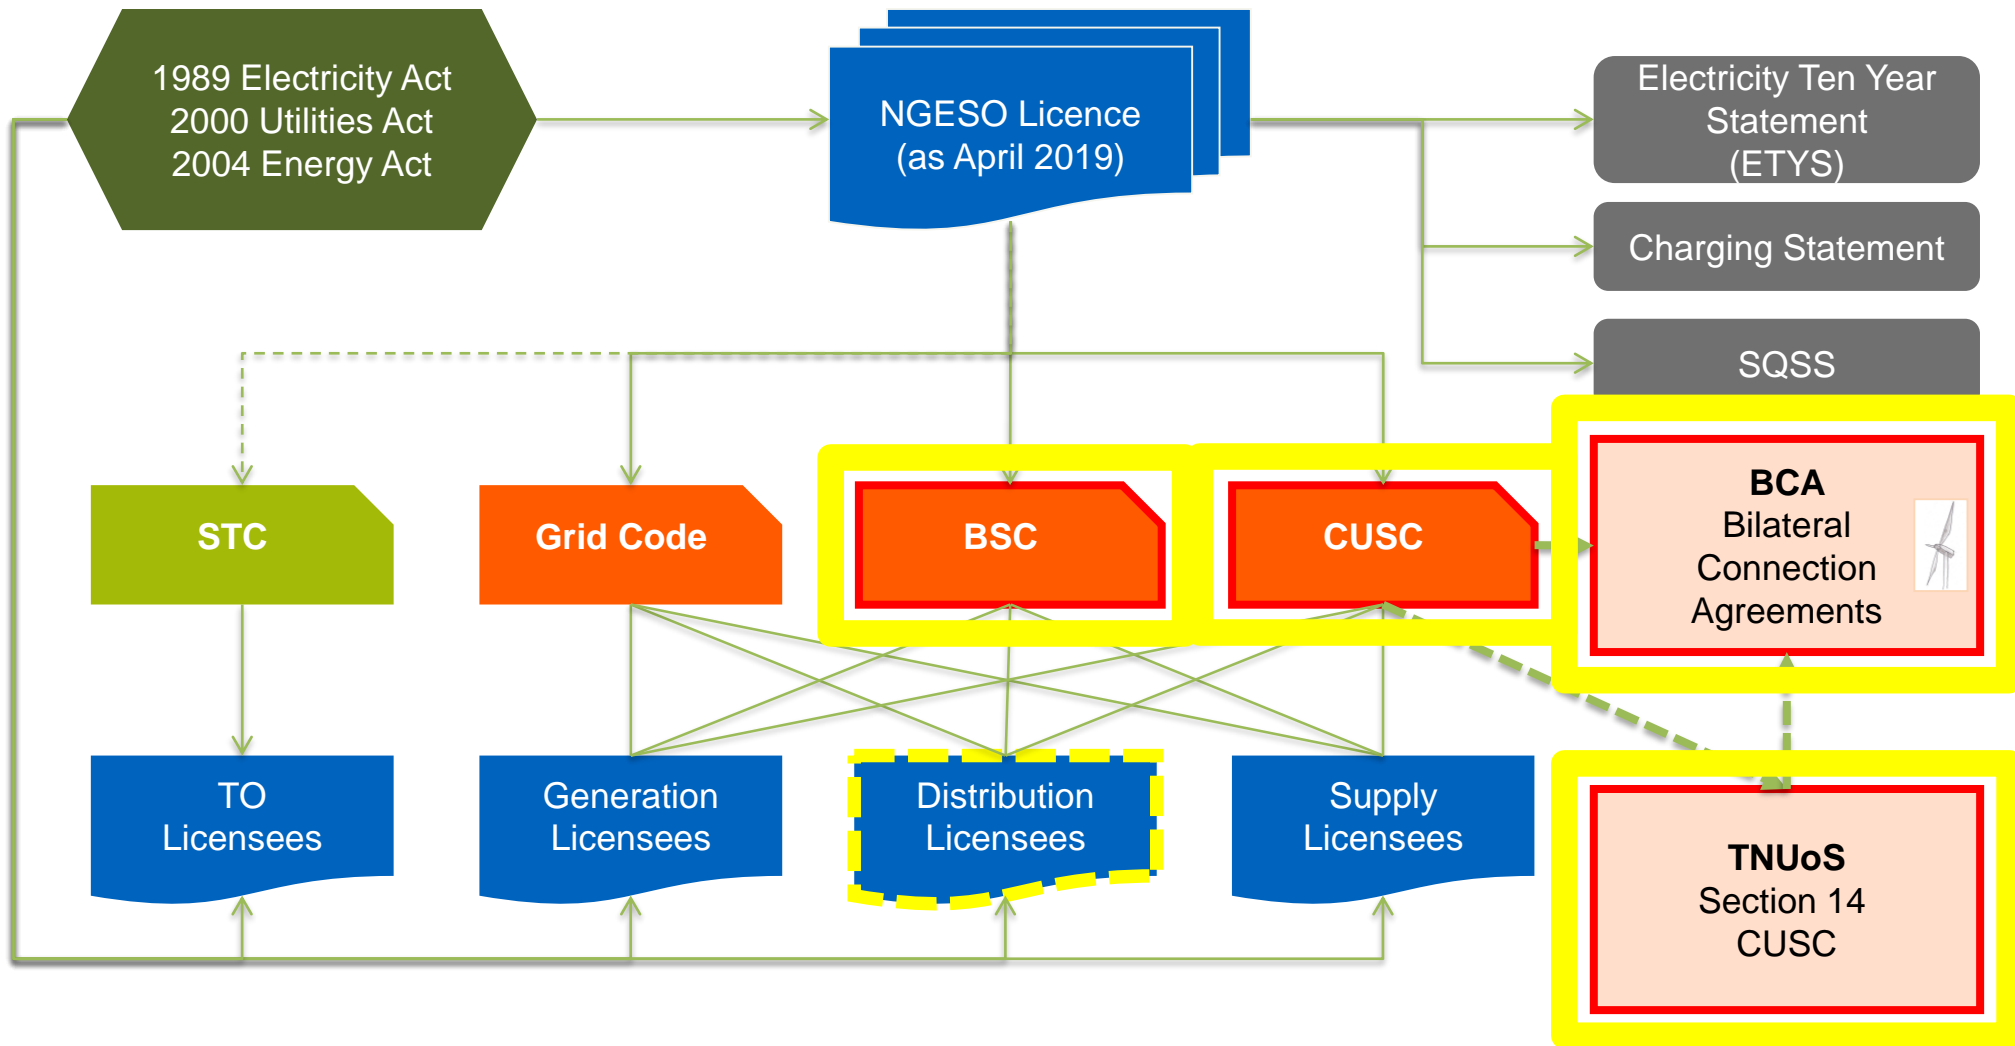 1989 Electricity Act
2000 Utilities Act
2004 Energy Act
NGESO Licence
(as April 2019)
Electricity Ten Year
Statement
(ETYS)
Charging Statement
SQSS
STC
Grid Code
BSC
CUSC
BCA
Bilateral
Connection
Agreements
TO
Licensees
Generation
Licensees
Distribution
Licensees
Supply
Licensees
TNUoS
Section 14
CUSC